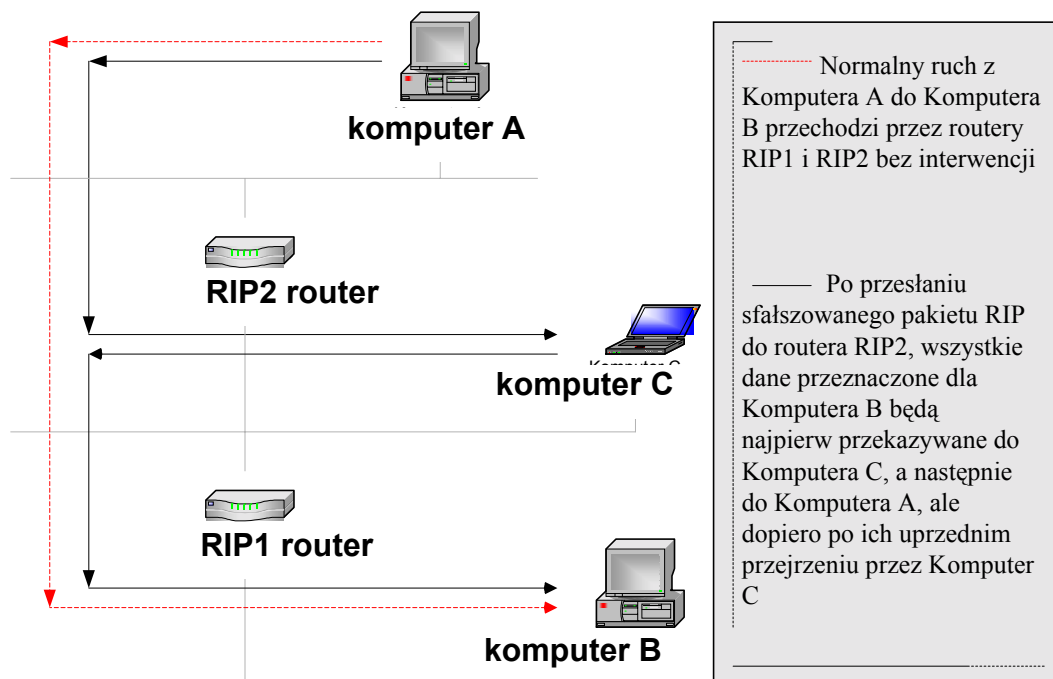 komputer A
RIP2 router
komputer C
RIP1 router
komputer B
Normalny ruch z
Komputera A do Komputera
B przechodzi przez routery
RIP1 i RIP2 bez interwencji
Po przesłaniu
sfałszowanego pakietu RIP
do routera RIP2, wszystkie
dane przeznaczone dla
Komputera B będą
najpierw przekazywane do
Komputera C, a następnie
do Komputera A, ale
dopiero po ich uprzednim
przejrzeniu przez Komputer
C